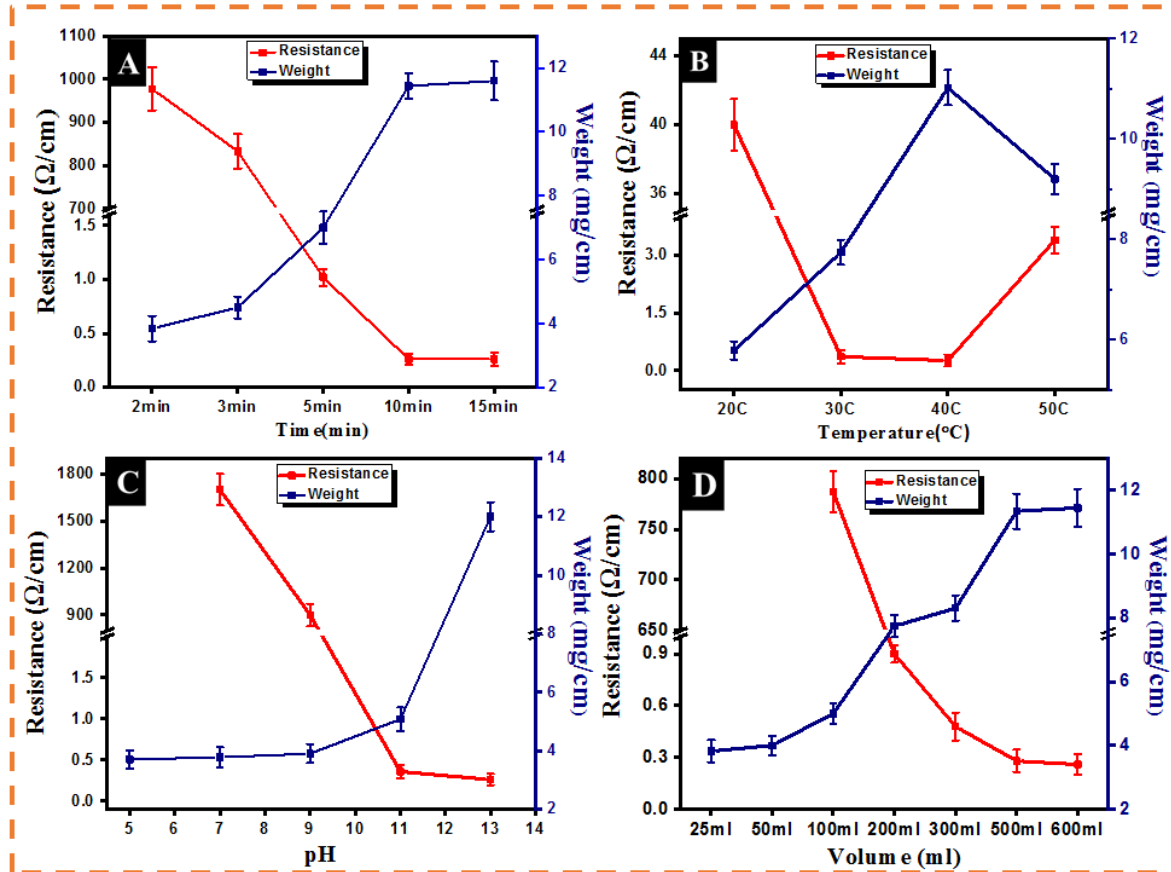 A
Resistance
Weight
1100
1000
900
800
700
1.5
1.0
0.5
0.0
Resistance (Ω/cm)
12
10
8
6
4
2
Weight (mg/cm)
2min 3min 5min 10min 15min
Time(min)
B
Resistance
Weight
44
40
36
3.0
1.5
0.0
Resistance (Ω/cm)
12
10
8
6
Weight (mg/cm)
20C 30C 40C 50C
Temperature(°C)
C
Resistance
Weight
1800
1500
1200
900
1.5
1.0
0.5
0.0
Resistance (Ω/cm)
14
12
10
8
6
4
2
Weight (mg/cm)
5 6 7 8 9 10 11 12 13 14
pH
D
Resistance
Weight
800
750
700
650
0.9
0.6
0.3
0.0
Resistance (Ω/cm)
12
10
8
6
4
2
Weight (mg/cm)
25ml 50ml 100ml 200ml 300ml 500ml 600ml
Volume (ml)